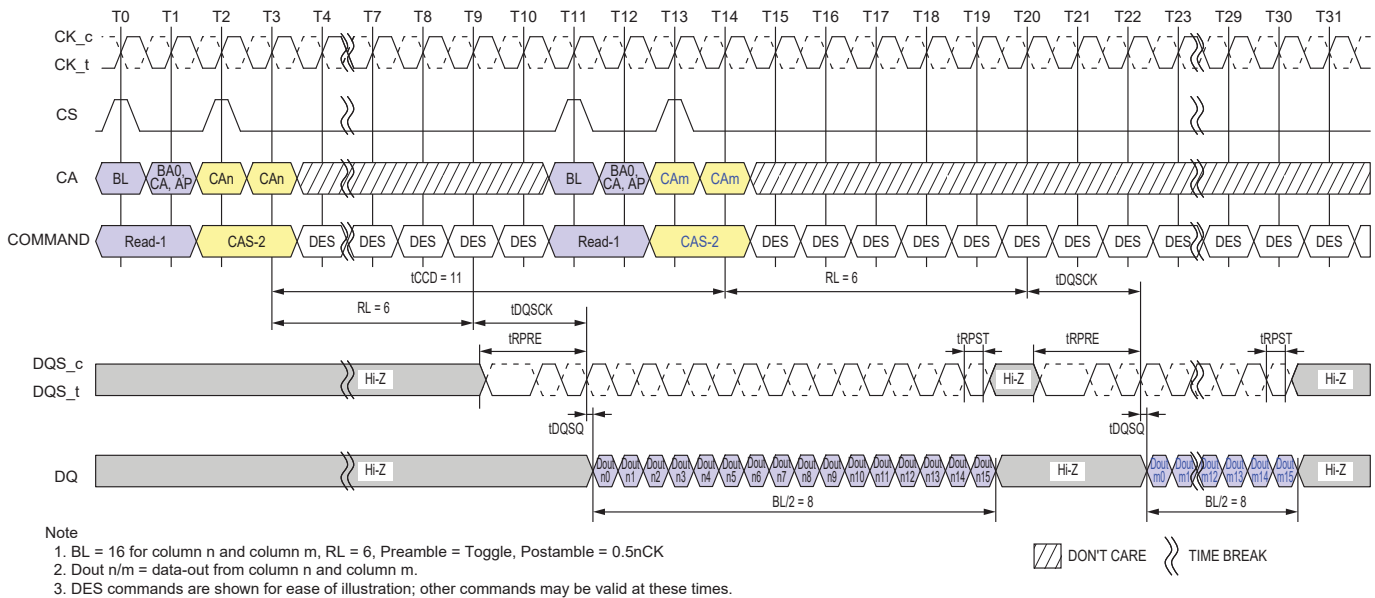 T0 T1 T2 T3 T4 T7 T8 T9 T10 T11 T12 T13 T14 T15 T16 T17 T18 T19 T20 T21 T22 T23 T29 T30 T31
CK_c
CK_t
CS
CA
BL
BA0,
CA, AP
CAn
CAn
BL
BA0,
CA, AP
CAm
CAm
COMMAND
Read-1
CAS-2
DES DES DES DES DES
Read-1
CAS-2
DES DES DES DES DES DES DES DES DES DES DES DES
tCCD = 11
RL = 6
tDQSCK
RL = 6
tDQSCK
tRPRE
tRPST
tRPRE
tRPST
DQS_c
DQS_t
Hi-Z
Hi-Z
Hi-Z
tDQSQ
tDQSQ
DQ
Hi-Z
Dout n0
Dout n1
Dout n2
Dout n3
Dout n4
Dout n5
Dout n6
Dout n7
Dout n8
Dout n9
Dout n10
Dout n11
Dout n12
Dout n13
Dout n14
Dout n15
Hi-Z
Dout m0
Dout m1
Dout m12
Dout m13
Dout m14
Dout m15
Hi-Z
BL/2 = 8
BL/2 = 8
Note
1. BL = 16 for column n and column m, RL = 6, Preamble = Toggle, Postamble = 0.5nCK
2. Dout n/m = data-out from column n and column m.
3. DES commands are shown for ease of illustration; other commands may be valid at these times.
DON'T CARE
TIME BREAK